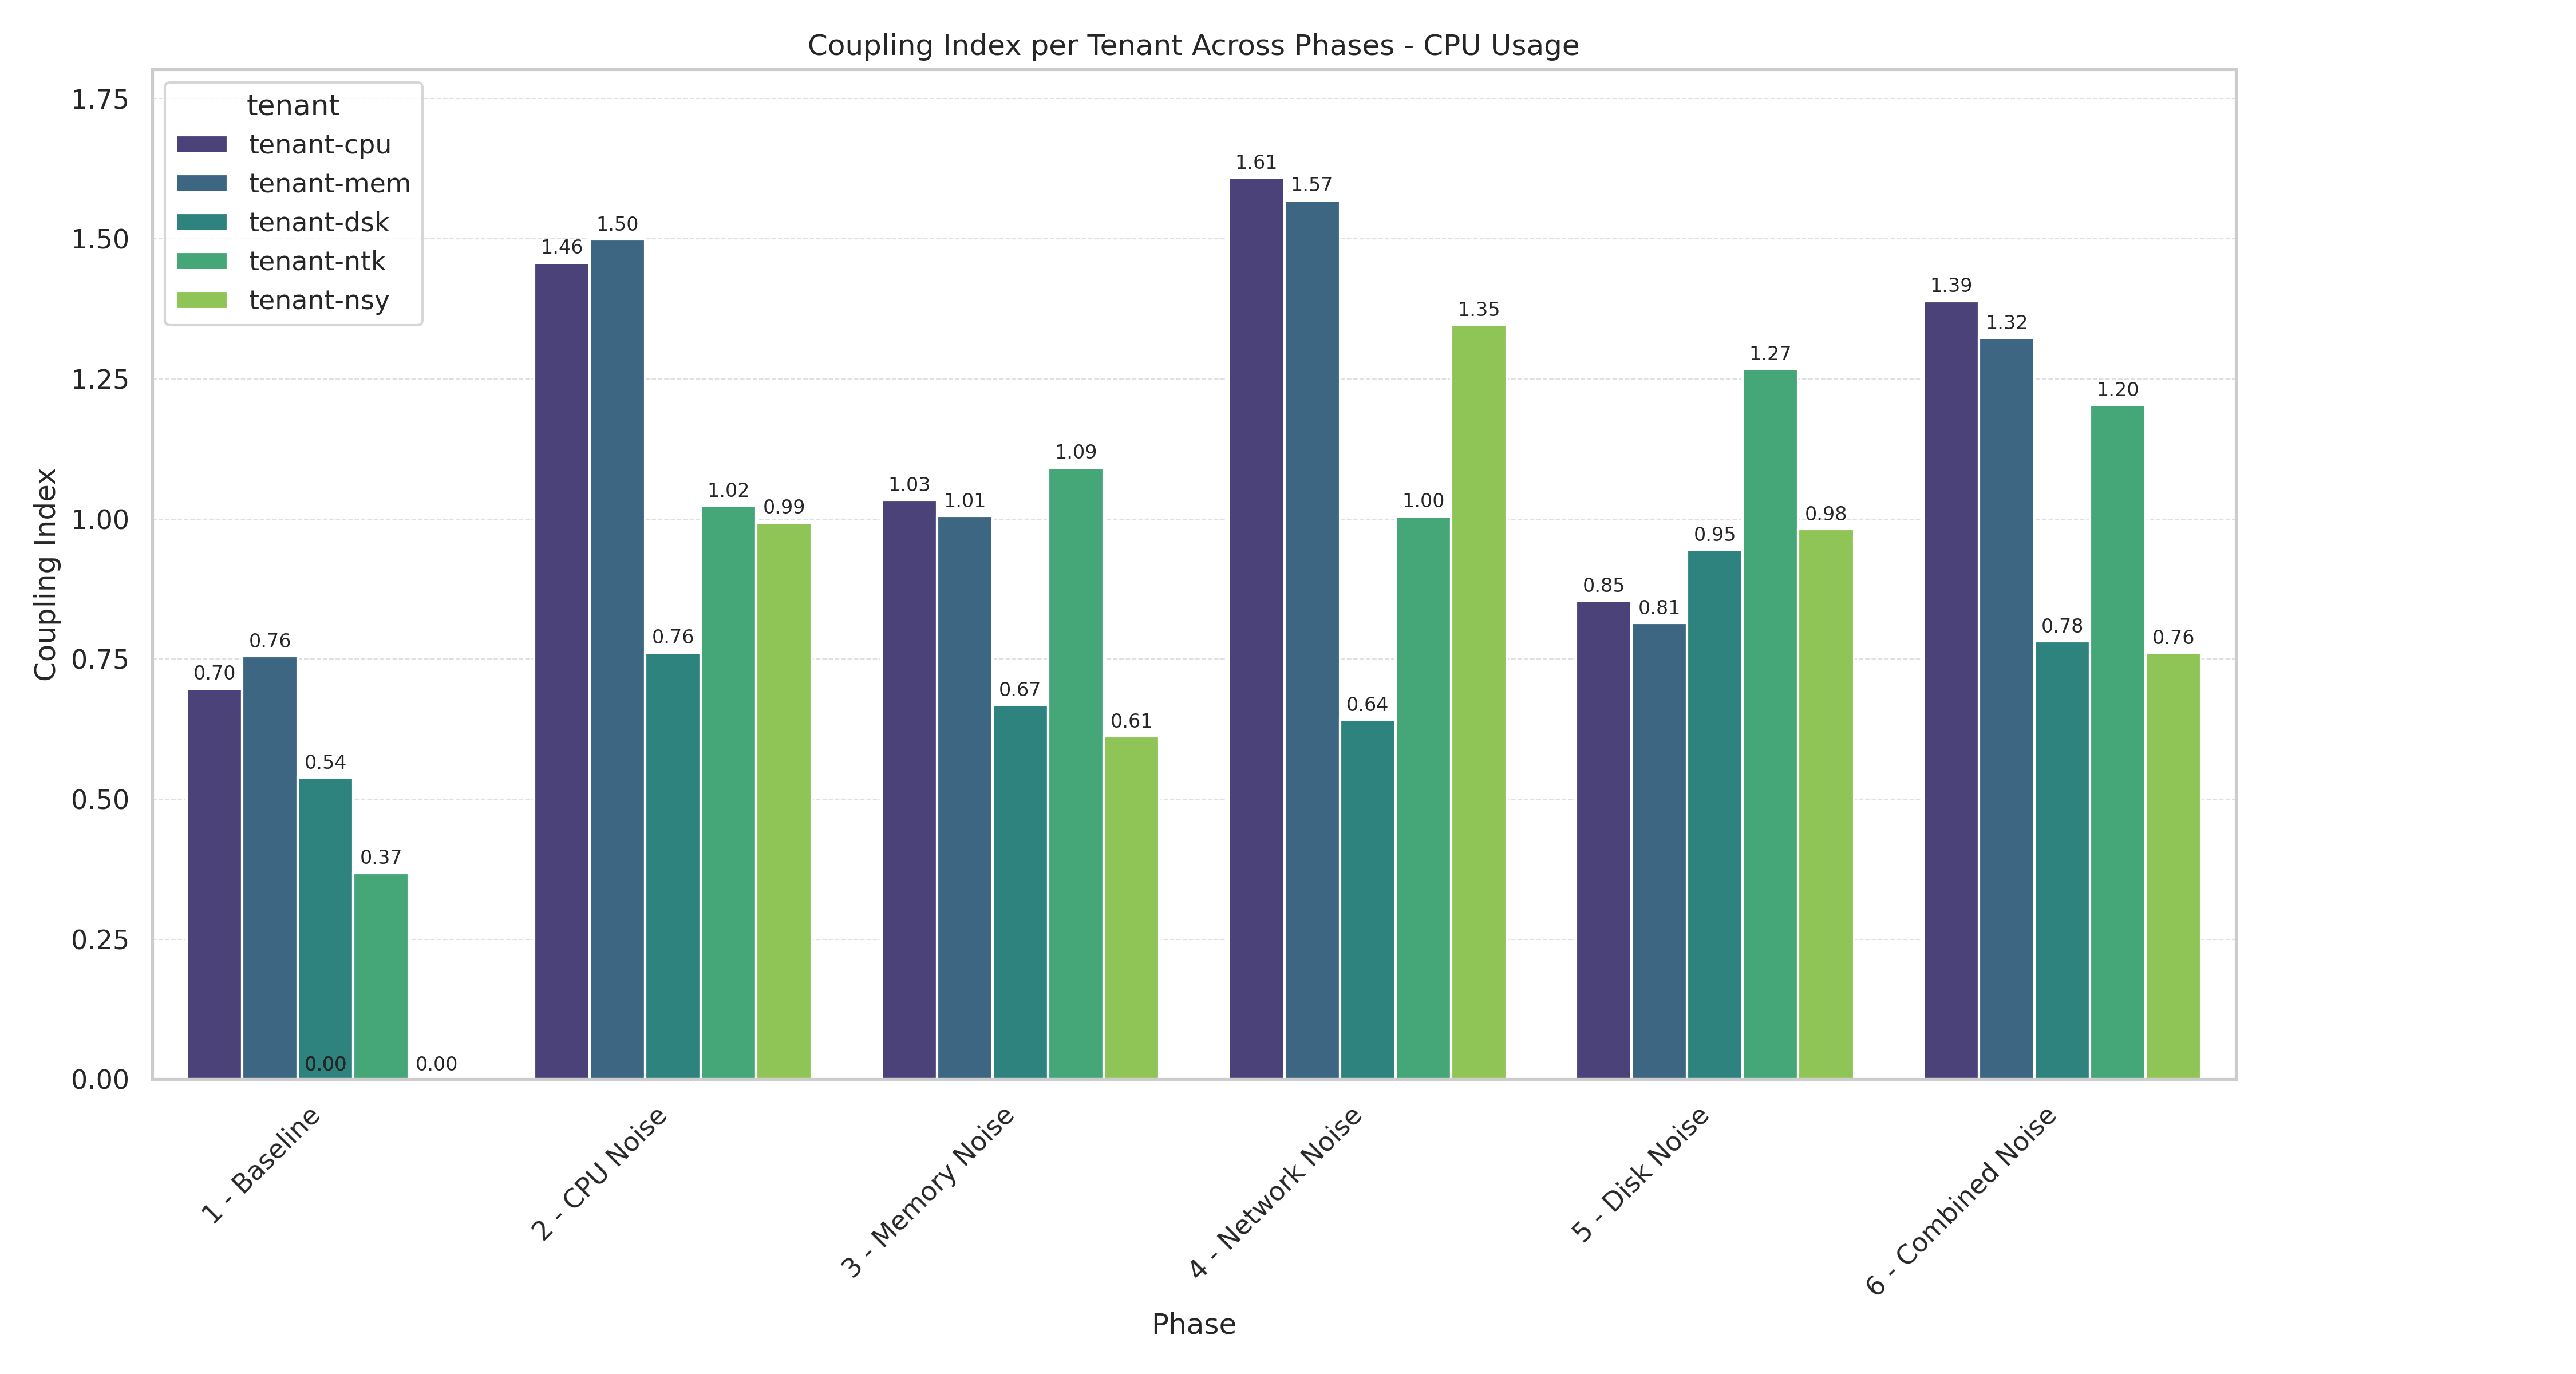 Coupling Index per Tenant Across Phases - CPU Usage
tenant
tenant-cpu
tenant-mem
tenant-dsk
tenant-ntk
tenant-nsy
Coupling Index
1.75
1.50
1.25
1.00
0.75
0.50
0.25
0.00
0.70
0.76
0.54
0.00
0.37
0.00
1.46
1.50
0.76
1.02
0.99
1.03
1.01
0.67
1.09
0.61
1.61
1.57
0.64
1.00
1.35
0.85
0.81
0.95
1.27
0.98
1.39
1.32
0.78
1.20
0.76
1 - Baseline
2 - CPU Noise
3 - Memory Noise
4 - Network Noise
5 - Disk Noise
6 - Combined Noise
Phase